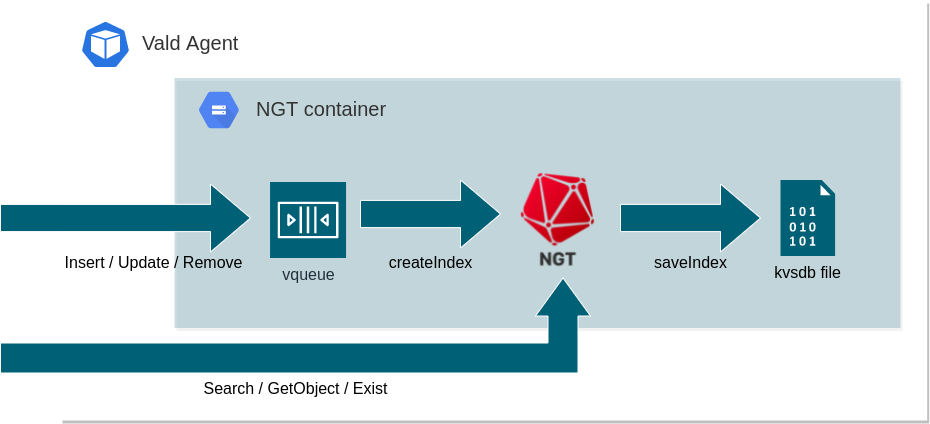 Vald Agent
NGT container
Insert / Update / Remove
vqueue
createIndex
NGT
saveIndex
101
010
101
kvsdb file
Search / GetObject / Exist